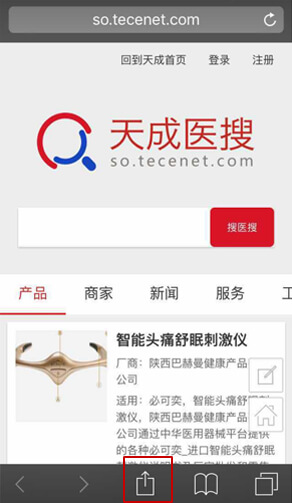 so.tecenet.com
回到天成首页 登录 注册
天成医搜
so.tecenet.com
搜医搜
产品 商家 新闻 服务
智能头痛舒眠刺激仪
厂商：陕西巴赫曼健康产品
公司
适用：必可奕，智能头痛舒眠
刺激仪，陕西巴赫曼健康产品
公司通过中华医用器械平台提供
的各种必可奕_进口智能头痛舒眠